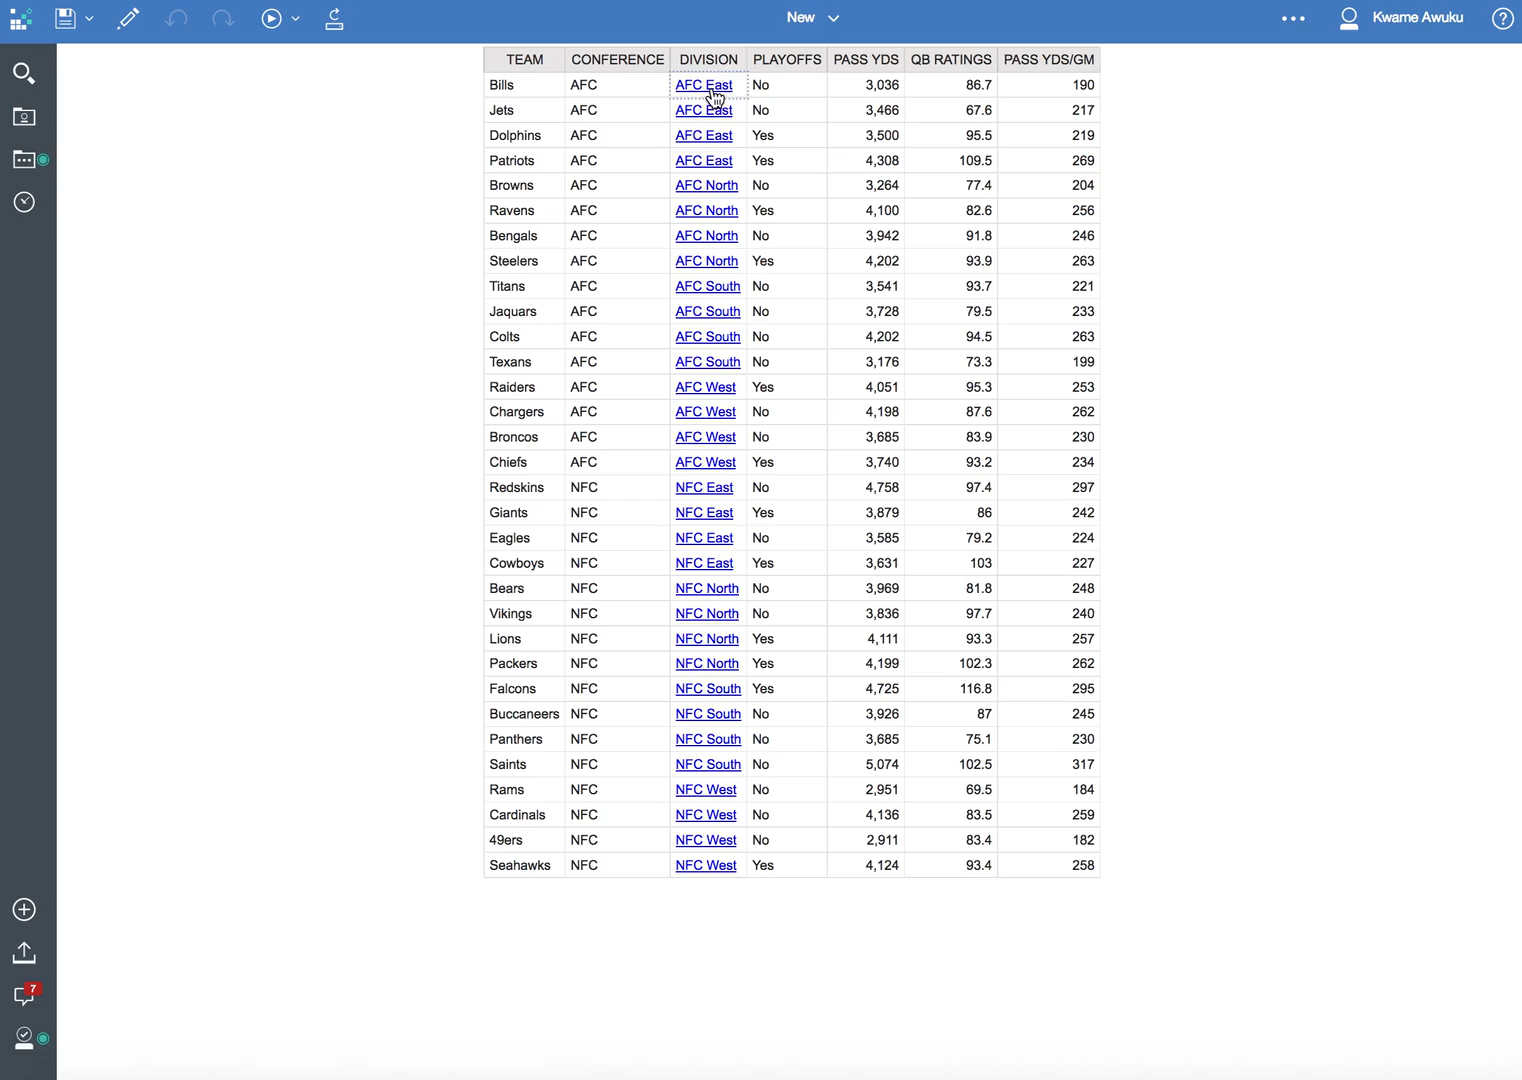 New Kwame Awuku ?
TEAM CONFERENCE DIVISION PLAYOFFS PASS YDS QB RATINGS PASS YDS/GM
Bills AFC AFC East No 3,036 86.7 190
Jets AFC AFC East No 3,466 67.6 217
Dolphins AFC AFC East Yes 3,500 95.5 219
Patriots AFC AFC East Yes 4,308 109.5 269
Browns AFC AFC North No 3,264 77.4 204
Ravens AFC AFC North Yes 4,100 82.6 256
Bengals AFC AFC North No 3,942 91.8 246
Steelers AFC AFC North Yes 4,202 93.9 263
Titans AFC AFC South No 3,541 93.7 221
Jaquars AFC AFC South No 3,728 79.5 233
Colts AFC AFC South No 4,202 94.5 263
Texans AFC AFC South No 3,176 73.3 199
Raiders AFC AFC West Yes 4,051 95.3 253
Chargers AFC AFC West No 4,198 87.6 262
Broncos AFC AFC West No 3,685 83.9 230
Chiefs AFC AFC West Yes 3,740 93.2 234
Redskins NFC NFC East No 4,758 97.4 297
Giants NFC NFC East Yes 3,879 86 242
Eagles NFC NFC East No 3,585 79.2 224
Cowboys NFC NFC East Yes 3,631 103 227
Bears NFC NFC North No 3,969 81.8 248
Vikings NFC NFC North No 3,836 97.7 240
Lions NFC NFC North Yes 4,111 93.3 257
Packers NFC NFC North Yes 4,199 102.3 262
Falcons NFC NFC South Yes 4,725 116.8 295
Buccaneers NFC NFC South No 3,926 87 245
Panthers NFC NFC South No 3,685 75.1 230
Saints NFC NFC South No 5,074 102.5 317
Rams NFC NFC West No 2,951 69.5 184
Cardinals NFC NFC West No 4,136 83.5 259
49ers NFC NFC West No 2,911 83.4 182
Seahawks NFC NFC West Yes 4,124 93.4 258
7